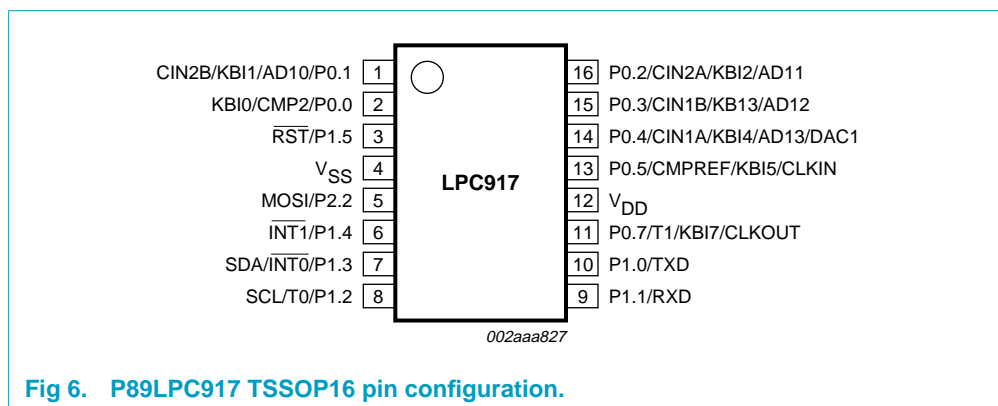 CIN2B/KBI1/AD10/P0.1 1
KBI0/CMP2/P0.0 2
RST/P1.5 3
VSS 4
MOSI/P2.2 5
INT1/P1.4 6
SDA/INT0/P1.3 7
SCL/T0/P1.2 8
LPC917
16 P0.2/CIN2A/KBI2/AD11
15 P0.3/CIN1B/KB13/AD12
14 P0.4/CIN1A/KBI4/AD13/DAC1
13 P0.5/CMPREF/KBI5/CLKIN
12 VDD
11 P0.7/T1/KBI7/CLKOUT
10 P1.0/TXD
9 P1.1/RXD
002aaa827
Fig 6. P89LPC917 TSSOP16 pin configuration.